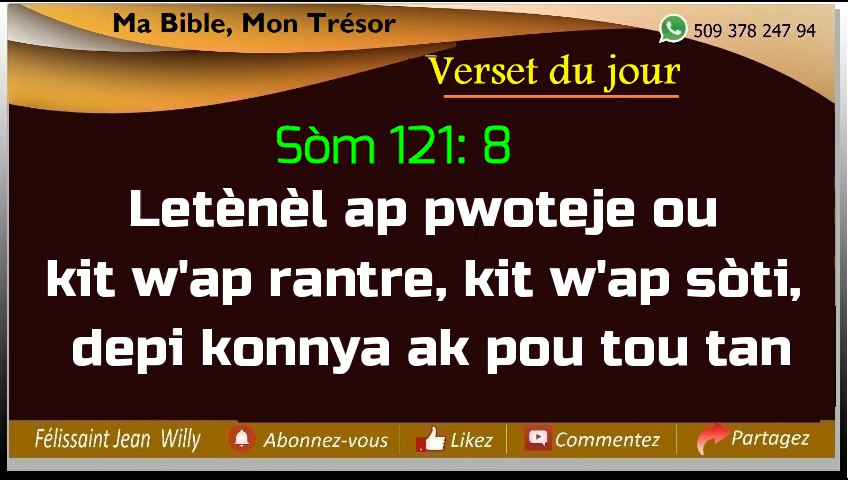 Ma Bible, Mon Trésor
509 378 247 94
Verset du jour
Sòm 121: 8
Letènèl ap pwoteje ou
kit w'ap rantre, kit w'ap sòti,
depi konnya ak pou tou tan
Félissaint Jean Willy Abonnez-vous Likez Commentez Partagez